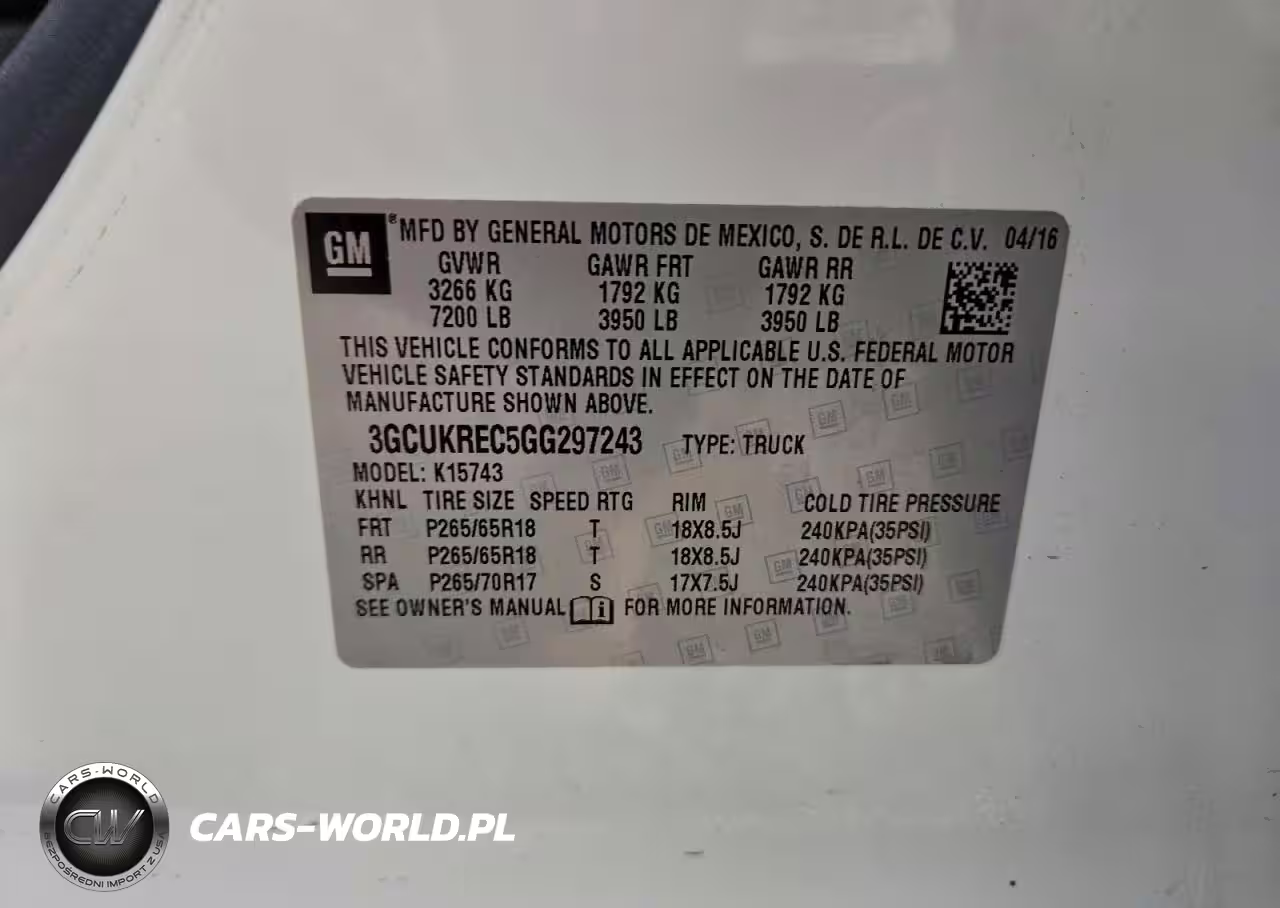 GM ® MFD BY GENERAL MOTORS DE MEXICO, S. DE R.L. DE C.V. 04/16
GVWR GAWR FRT GAWR RR
3266 KG 1792 KG 1792 KG
7200 LB 3950 LB 3950 LB
THIS VEHICLE CONFORMS TO ALL APPLICABLE U.S. FEDERAL MOTOR
VEHICLE SAFETY STANDARDS IN EFFECT ON THE DATE OF
MANUFACTURE SHOWN ABOVE.
3GCUKREC5GG297243 TYPE: TRUCK
MODEL: K15743
KHNL TIRE SIZE SPEED RTG RIM COLD TIRE PRESSURE
FRT P265/65R18 T 18X8.5J 240KPA(35PSI)
RR P265/65R18 T 18X8.5J 240KPA(35PSI)
SPA P265/70R17 S 17X7.5J 240KPA(35PSI)
SEE OWNER'S MANUAL FOR MORE INFORMATION.
CARS-WORLD
CW
BEZPOŚREDNI IMPORT Z USA
CARS-WORLD.PL